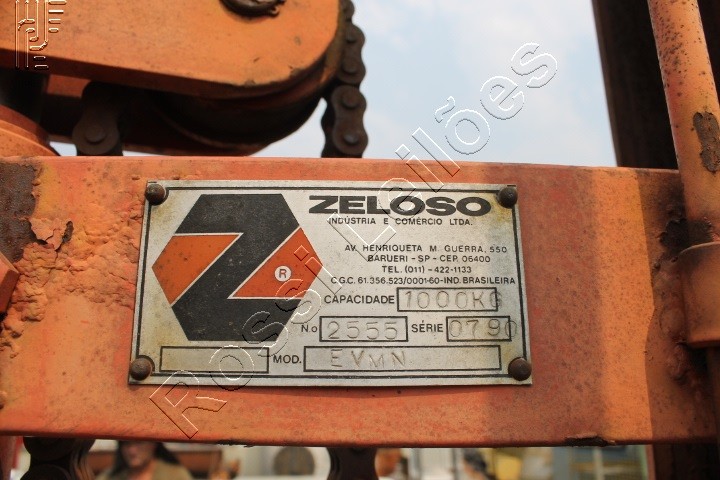 ZELOSO
INDÚSTRIA E COMÉRCIO LTDA.
AV. HENRIQUETA M. GUERRA, 550
BARUERI - SP - CEP. 06400
TEL. (011) - 422-1133
C.G.C. 61.356.523/0001-60-IND. BRASILEIRA
CAPACIDADE 1000KG
N.o 2555 SÉRIE 0790
MOD. EVMN
®
Rossi Leilões ©